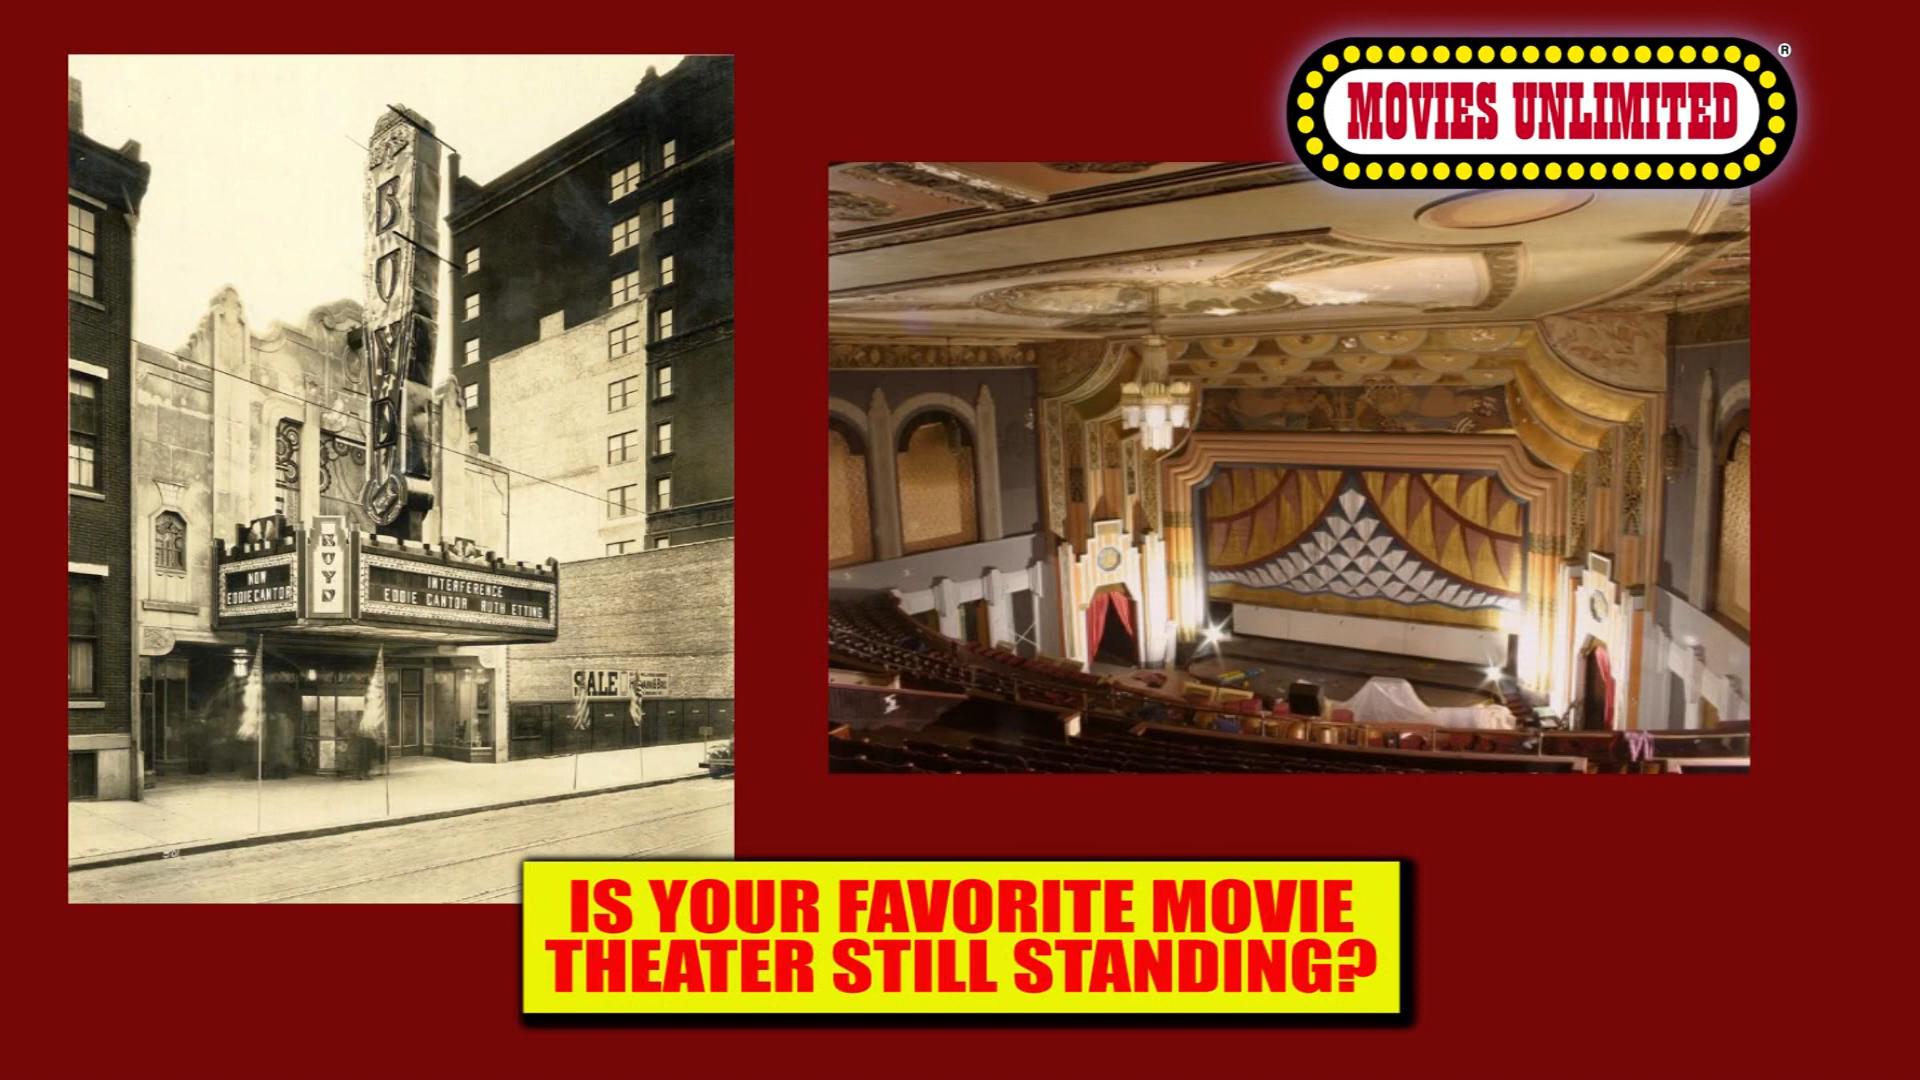 MOVIES UNLIMITED
®
BOYD
BOYD
NOW
EDDIE CANTOR
INTERFERENCE
EDDIE CANTOR RUTH ETTING
SALE
IS YOUR FAVORITE MOVIE
THEATER STILL STANDING?